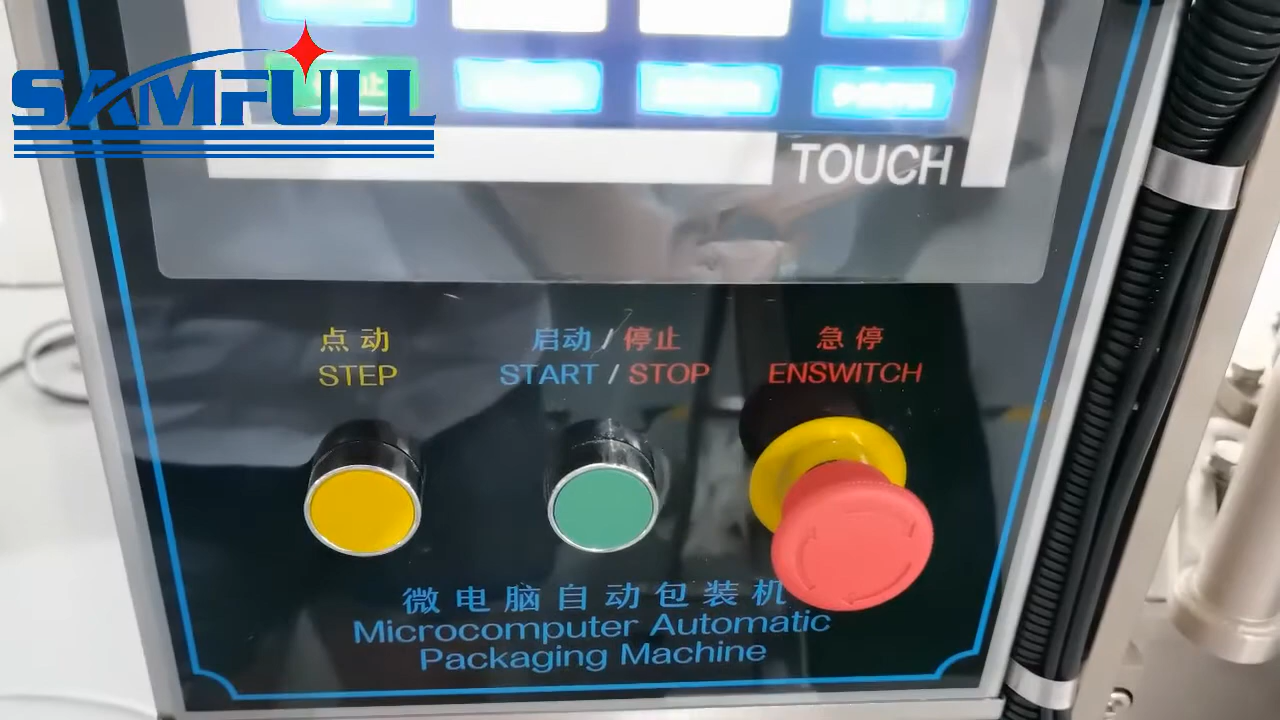 SAMFULL
止
TOUCH
点动
启动/停止
急停
STEP
START/STOP
ENSWITCH
微电脑自动包装机
Microcomputer Automatic
Packaging Machine